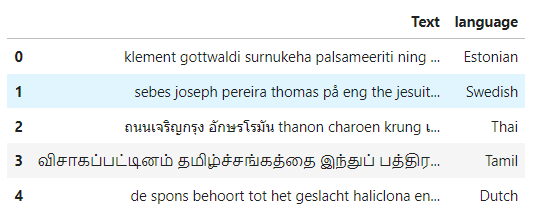 Text language
0 klement gottwaldi surnukeha palsameeriti ning ... Estonian
1 sebes joseph pereira thomas på eng the jesuit... Swedish
2 ถนนเจริญกรุง อักษรโรมัน thanon charoen krung เ... Thai
3 விசாகப்பட்டினம் தமிழ்ச்சங்கத்தை இந்துப் பத்திர... Tamil
4 de spons behoort tot het geslacht haliclona en... Dutch